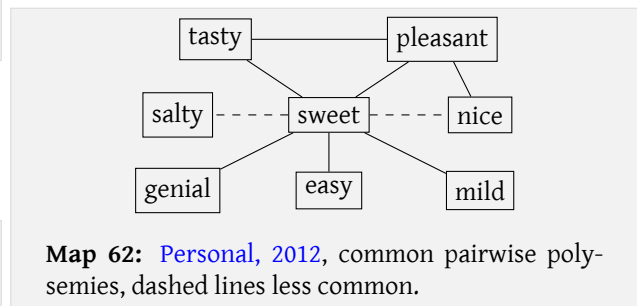 tasty pleasant
salty sweet nice
genial easy mild
Map 62: Personal, 2012, common pairwise poly-
semies, dashed lines less common.